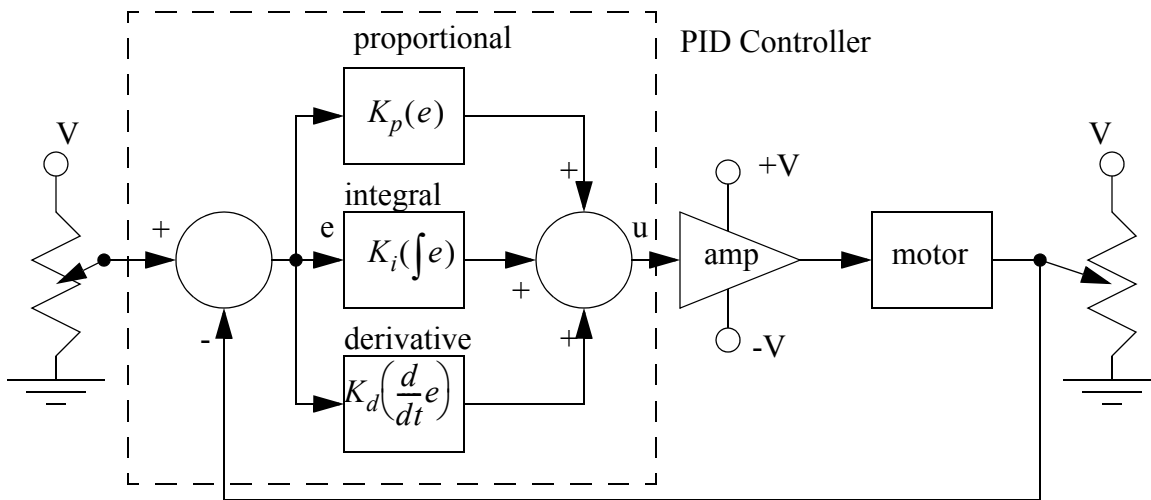 proportional
PID Controller
K_p(e)
V
V
+V
+
integral
+
e
K_i(∫e)
u
amp
motor
+
-
derivative
+
-V
K_d(d/dt e)